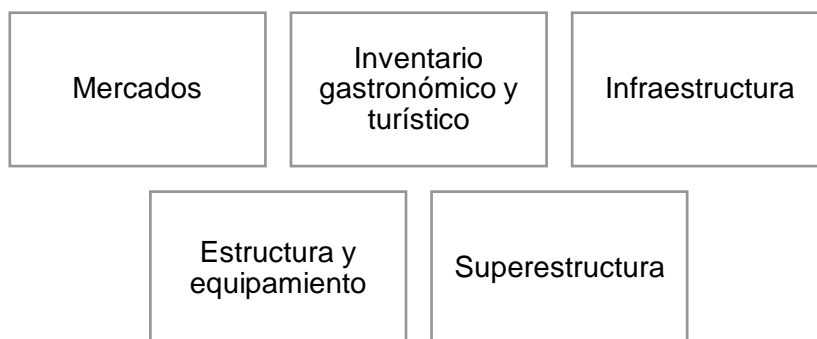 Mercados
Inventario
gastronómico y
turístico
Infraestructura
Estructura y
equipamiento
Superestructura